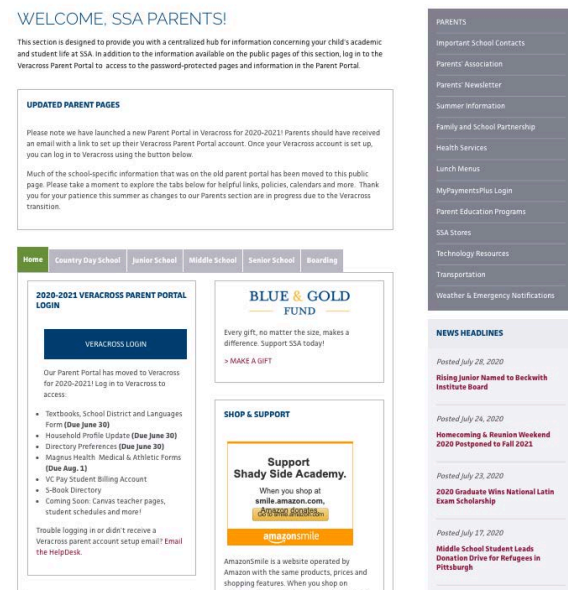 WELCOME, SSA PARENTS!
This section is designed to provide you with a centralized hub for information concerning your child's academic
and student life at SSA. In addition to the information available on the public pages of this section, log in to the
Veracross Parent Portal to access to the password-protected pages and information in the Parent Portal.
UPDATED PARENT PAGES
Please note we have launched a new Parent Portal in Veracross for 2020-2021! Parents should have received
an email with a link to set up their Veracross Parent Portal account. Once your Veracross account is set up,
you can log in to Veracross using the button below.
Much of the school-specific information that was on the old parent portal has been moved to this public
page. Please take a moment to explore the tabs below for helpful links, policies, calendars and more. Thank
you for your patience this summer as changes to our Parents section are in progress due to the Veracross
transition.
Home
Country Day School
Junior School
Middle School
Senior School
Boarding
2020-2021 VERACROSS PARENT PORTAL
LOGIN
VERACROSS LOGIN
Our Parent Portal has moved to Veracross
for 2020-2021! Log in to Veracross to
access:
• Textbooks, School District and Languages
Form (Due June 30)
• Household Profile Update (Due June 30)
• Directory Preferences (Due June 30)
• Magnus Health Medical & Athletic Forms
(Due Aug. 1)
• VC Pay Student Billing Account
• S-Book Directory
• Coming Soon: Canvas teacher pages,
student schedules and more!
Trouble logging in or didn't receive a
Veracross parent account setup email? Email
the HelpDesk.
BLUE & GOLD
FUND
Every gift, no matter the size, makes a
difference. Support SSA today!
> MAKE A GIFT
SHOP & SUPPORT
Support
Shady Side Academy.
When you shop at
smile.amazon.com,
Amazon donates.
Go to smile.amazon.com
amazonsmile
AmazonSmile is a website operated by
Amazon with the same products, prices and
shopping features. When you shop on
PARENTS
Important School Contacts
Parents' Association
Parents' Newsletter
Summer Information
Family and School Partnership
Health Services
Lunch Menus
MyPaymentsPlus Login
Parent Education Programs
SSA Stores
Technology Resources
Transportation
Weather & Emergency Notifications
NEWS HEADLINES
Posted July 28, 2020
Rising Junior Named to Beckwith
Institute Board
Posted July 24, 2020
Homecoming & Reunion Weekend
2020 Postponed to Fall 2021
Posted July 23, 2020
2020 Graduate Wins National Latin
Exam Scholarship
Posted July 17, 2020
Middle School Student Leads
Donation Drive for Refugees in
Pittsburgh